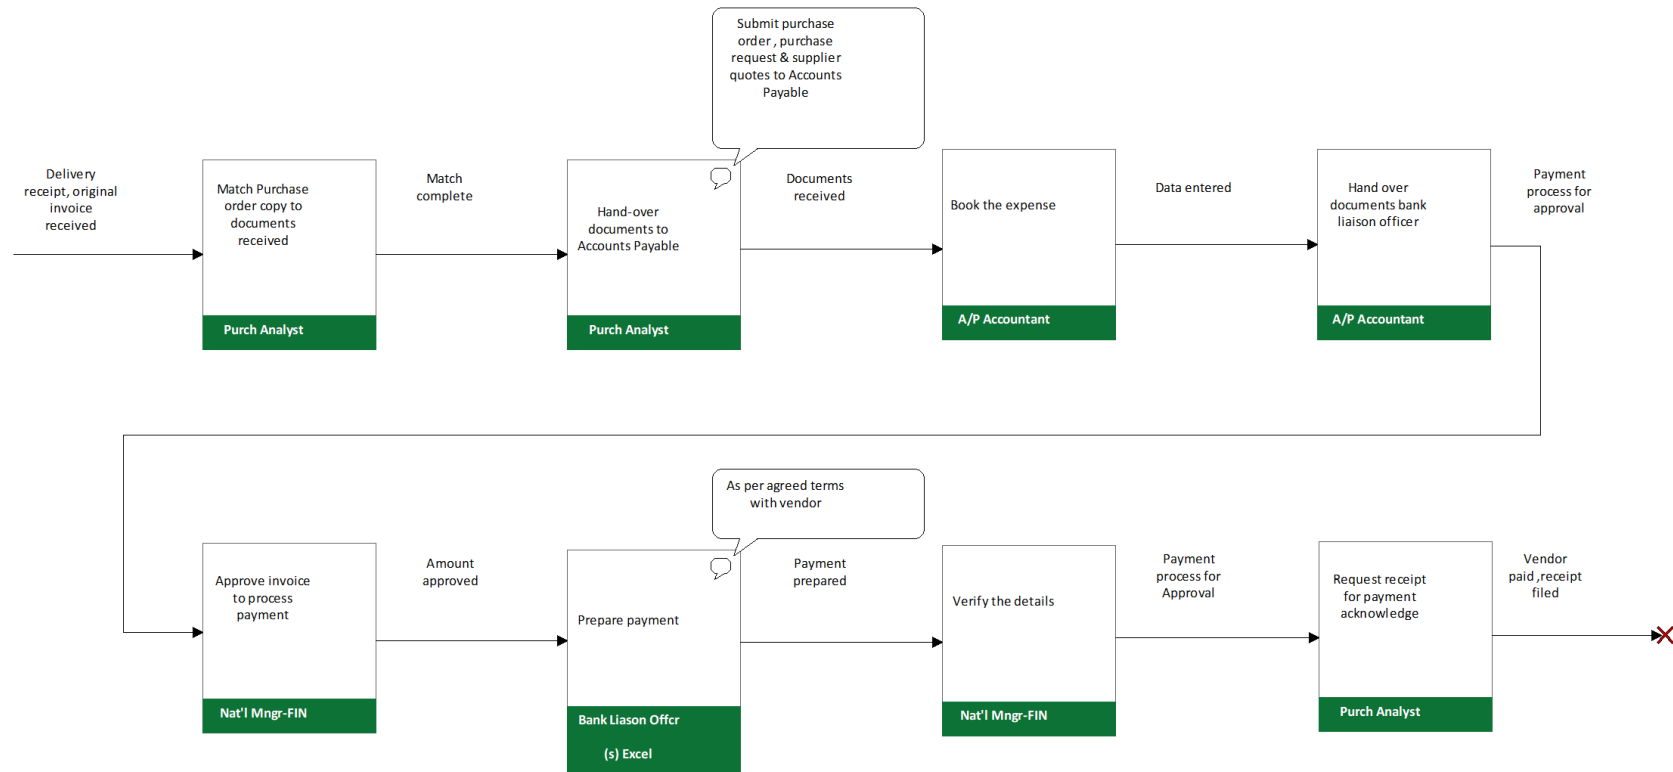 Submit purchase
order , purchase
request & supplier
quotes to Accounts
Payable
Delivery
receipt, original
invoice
received
Match Purchase
order copy to
documents
received
Purch Analyst
Match
complete
Hand-over
documents to
Accounts Payable
Purch Analyst
Documents
received
Book the expense
A/P Accountant
Data entered
Hand over
documents bank
liaison officer
A/P Accountant
Payment
process for
approval
Approve invoice
to process
payment
Nat'l Mngr-FIN
Amount
approved
As per agreed terms
with vendor
Prepare payment
Bank Liason Offcr
(s) Excel
Payment
prepared
Verify the details
Nat'l Mngr-FIN
Payment
process for
Approval
Request receipt
for payment
acknowledge
Purch Analyst
Vendor
paid ,receipt
filed